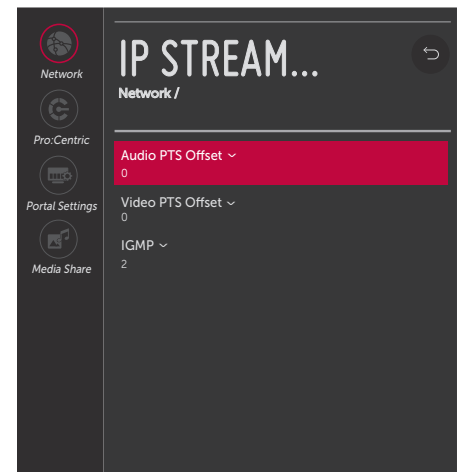 Network
Pro:Centric
Portal Settings
Media Share
IP STREAM...
Network /
Audio PTS Offset
0
Video PTS Offset
0
IGMP
2